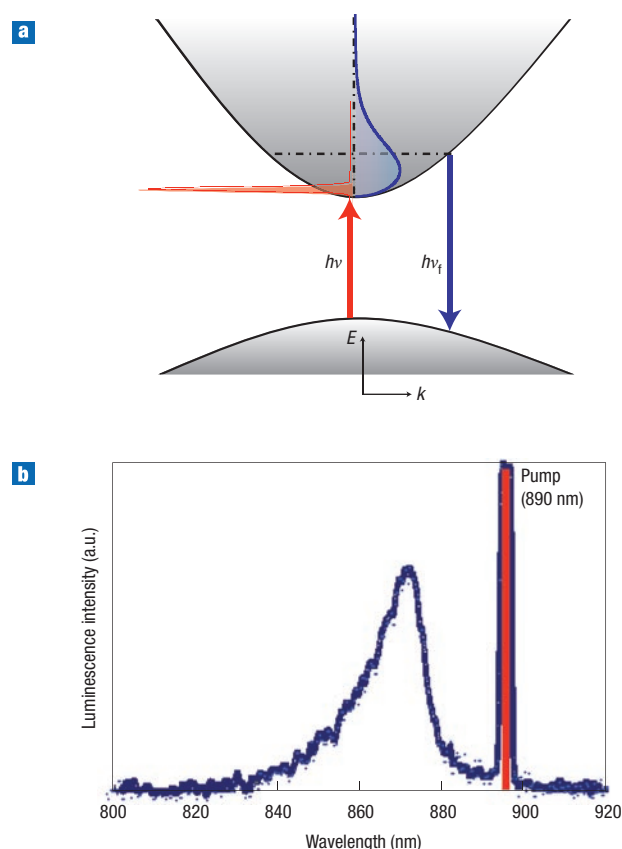 a
hν
hνf
E
k
b
Pump
(890 nm)
Luminescence intensity (a.u.)
800 820 840 860 880 900 920
Wavelength (nm)